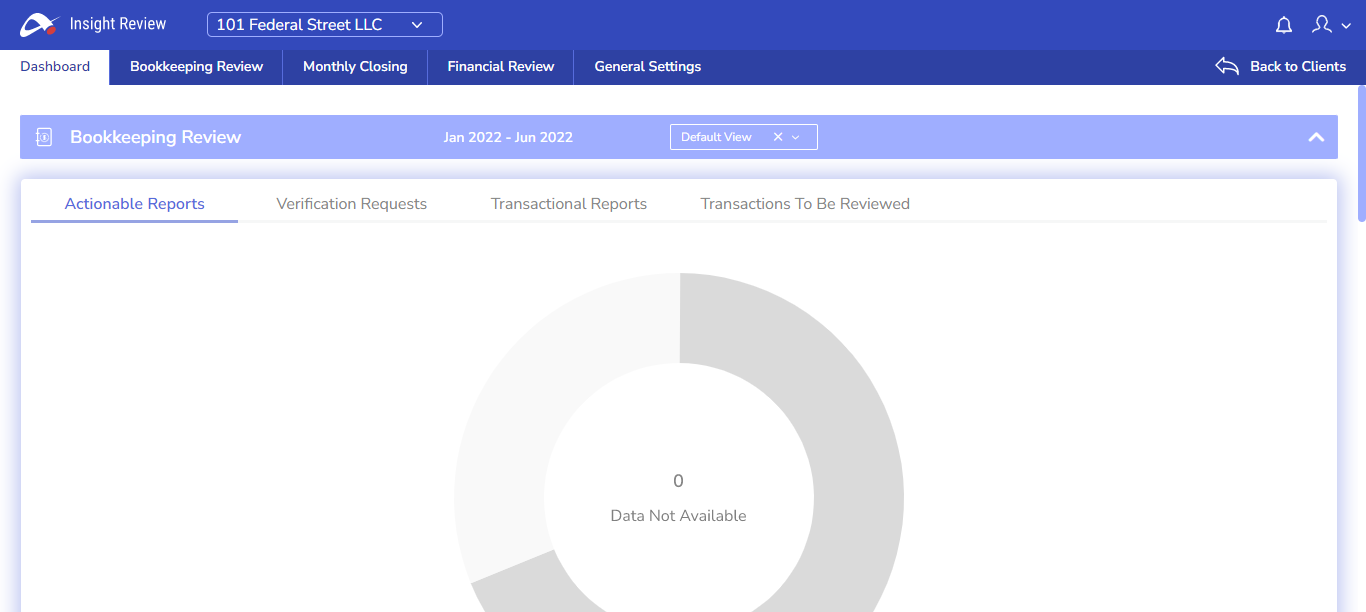 Insight Review
101 Federal Street LLC
Dashboard
Bookkeeping Review
Monthly Closing
Financial Review
General Settings
Back to Clients
Bookkeeping Review
Jan 2022 - Jun 2022
Default View
Actionable Reports
Verification Requests
Transactional Reports
Transactions To Be Reviewed
0
Data Not Available